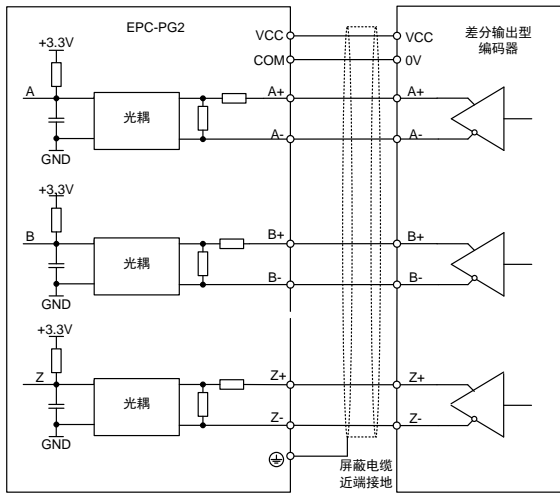 EPC-PG2
差分输出型
编码器
VCC
VCC
COM
0V
+3.3V
A
光耦
GND
A+
A+
A-
A-
+3.3V
B
光耦
GND
B+
B+
B-
B-
+3.3V
Z
光耦
GND
Z+
Z+
Z-
Z-
屏蔽电缆
近端接地